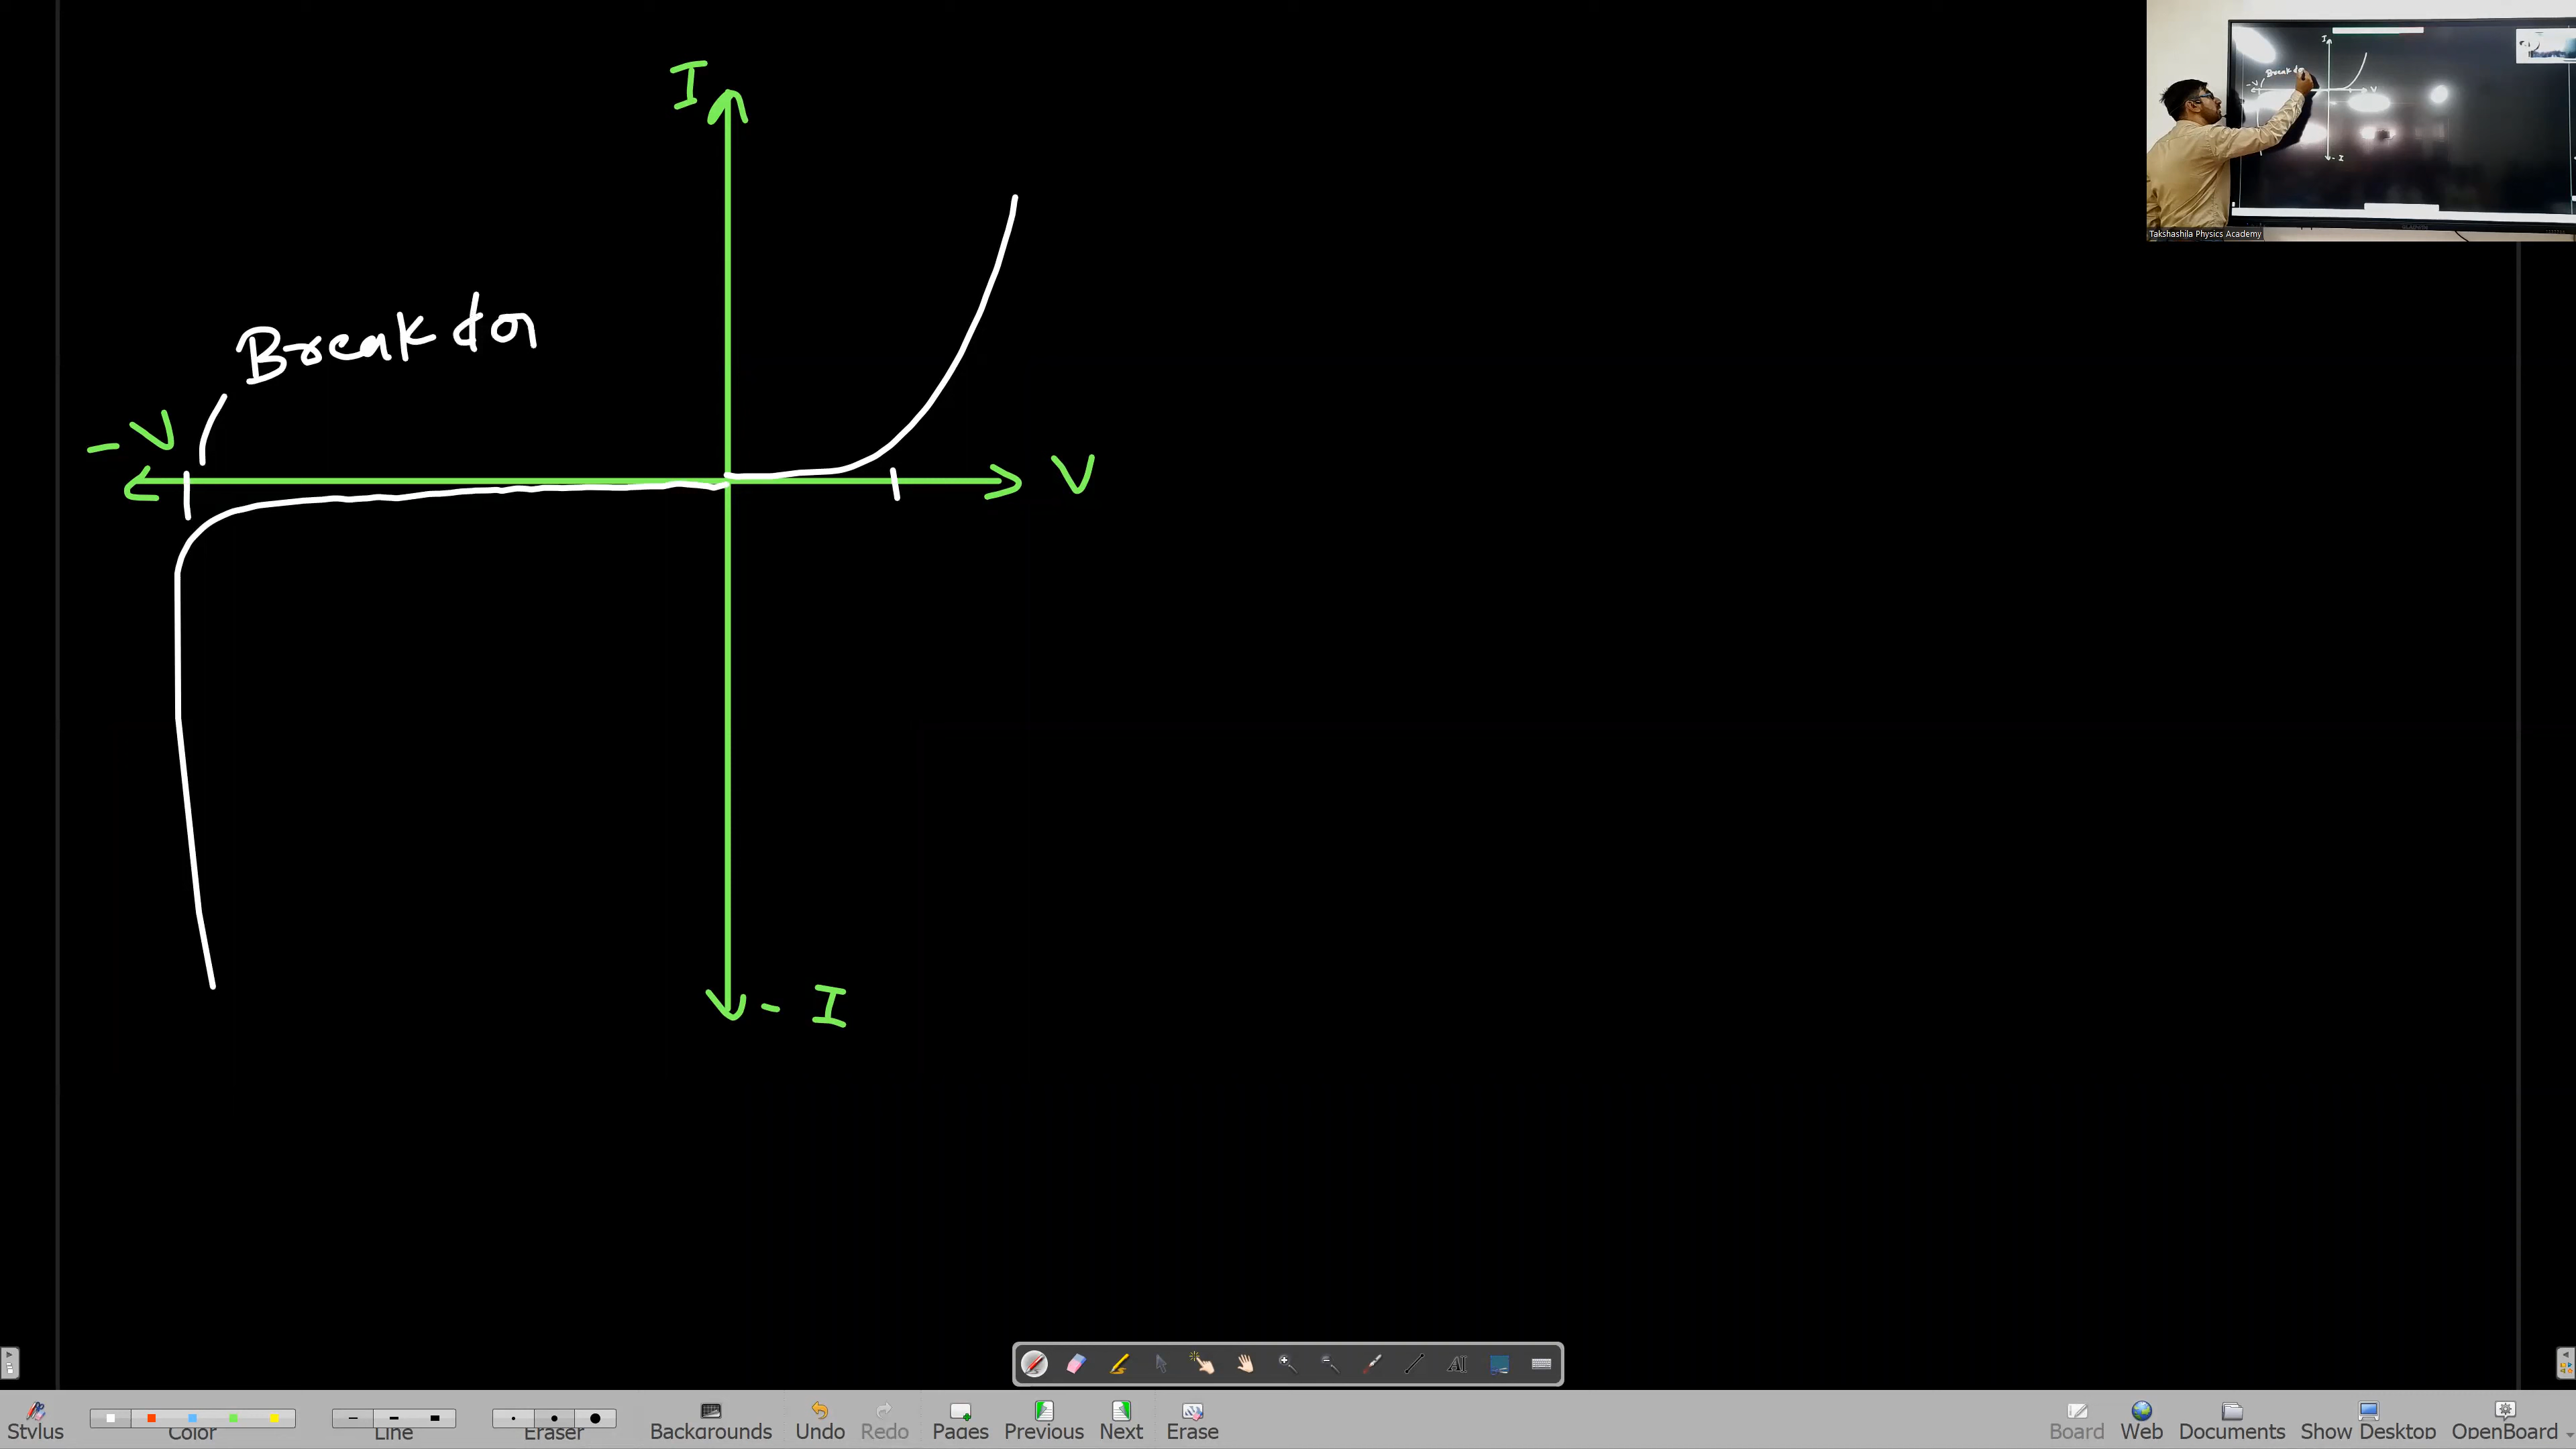 I
Break do
- V
V
- I
Takshashila Physics Academy
Stylus
Color
Line
Eraser
Backgrounds
Undo
Redo
Pages
Previous
Next
Erase
Board
Web
Documents
Show Desktop
OpenBoard